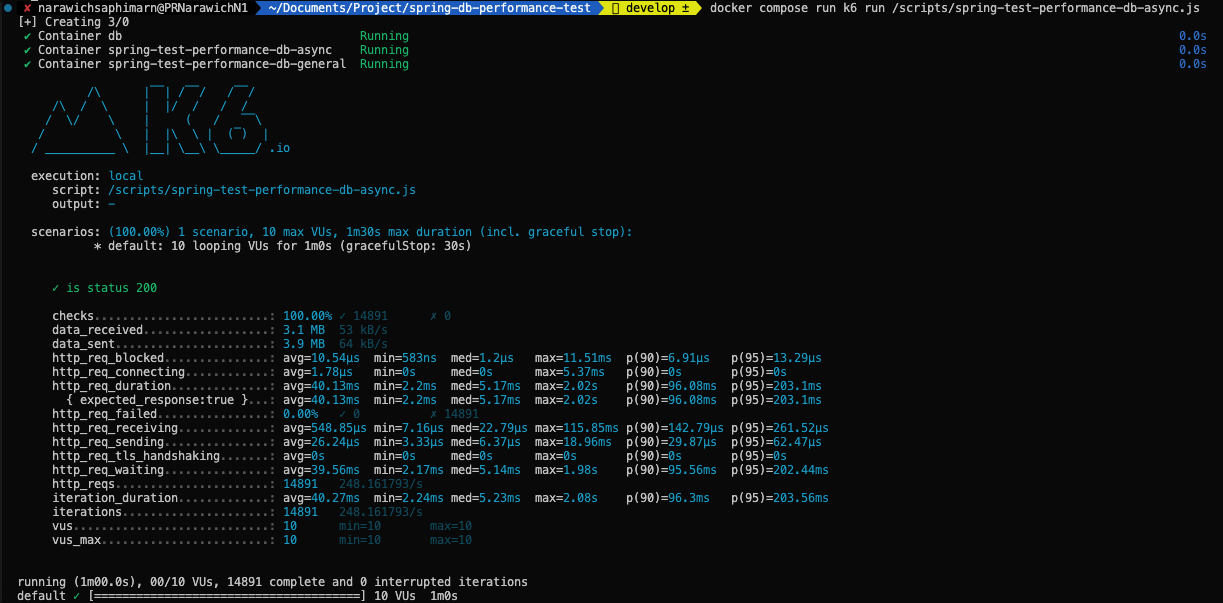 ✘ narawichsaphimarn@PRNarawichN1 ~/Documents/Project/spring-db-performance-test develop ± docker compose run k6 run /scripts/spring-test-performance-db-async.js
[+] Creating 3/0
✔ Container db Running 0.0s
✔ Container spring-test-performance-db-async Running 0.0s
✔ Container spring-test-performance-db-general Running 0.0s
.io
execution: local
script: /scripts/spring-test-performance-db-async.js
output: -
scenarios: (100.00%) 1 scenario, 10 max VUs, 1m30s max duration (incl. graceful stop):
* default: 10 looping VUs for 1m0s (gracefulStop: 30s)
✓ is status 200
checks.........................: 100.00% ✓ 14891 ✗ 0
data_received..................: 3.1 MB 53 kB/s
data_sent......................: 3.9 MB 64 kB/s
http_req_blocked...............: avg=10.54µs min=583ns med=1.2µs max=11.51ms p(90)=6.91µs p(95)=13.29µs
http_req_connecting............: avg=1.78µs min=0s med=0s max=5.37ms p(90)=0s p(95)=0s
http_req_duration..............: avg=40.13ms min=2.2ms med=5.17ms max=2.02s p(90)=96.08ms p(95)=203.1ms
{ expected_response:true }...: avg=40.13ms min=2.2ms med=5.17ms max=2.02s p(90)=96.08ms p(95)=203.1ms
http_req_failed................: 0.00% ✓ 0 ✗ 14891
http_req_receiving.............: avg=548.85µs min=7.16µs med=22.79µs max=115.85ms p(90)=142.79µs p(95)=261.52µs
http_req_sending...............: avg=26.24µs min=3.33µs med=6.37µs max=18.96ms p(90)=29.87µs p(95)=62.47µs
http_req_tls_handshaking.......: avg=0s min=0s med=0s max=0s p(90)=0s p(95)=0s
http_req_waiting...............: avg=39.56ms min=2.17ms med=5.14ms max=1.98s p(90)=95.56ms p(95)=202.44ms
http_reqs......................: 14891 248.161793/s
iteration_duration.............: avg=40.27ms min=2.24ms med=5.23ms max=2.08s p(90)=96.3ms p(95)=203.56ms
iterations.....................: 14891 248.161793/s
vus............................: 10 min=10 max=10
vus_max........................: 10 min=10 max=10
running (1m00.0s), 00/10 VUs, 14891 complete and 0 interrupted iterations
default ✓ [======================================] 10 VUs 1m0s